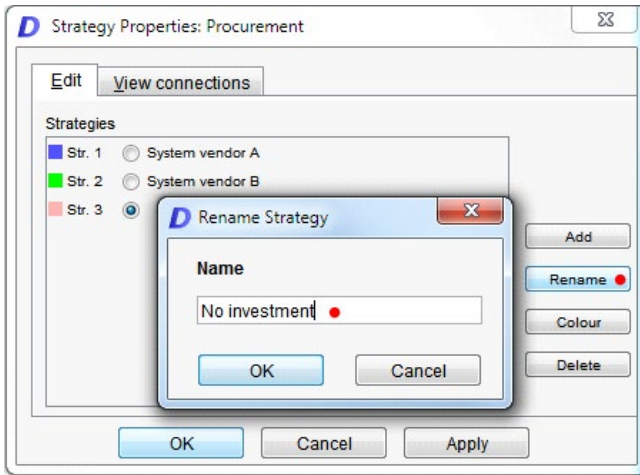 Strategy Properties: Procurement
Edit
View connections
Strategies
Str. 1 System vendor A
Str. 2 System vendor B
Str. 3
Rename Strategy
Name
No investment
OK Cancel
Add
Rename
Colour
Delete
OK Cancel Apply